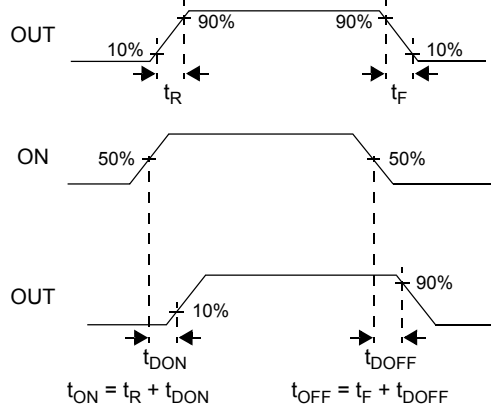 OUT
90%
90%
10%
10%
tR
tF
ON
50%
50%
OUT
90%
10%
tDON
tDOFF
tON = tR + tDON
tOFF = tF + tDOFF